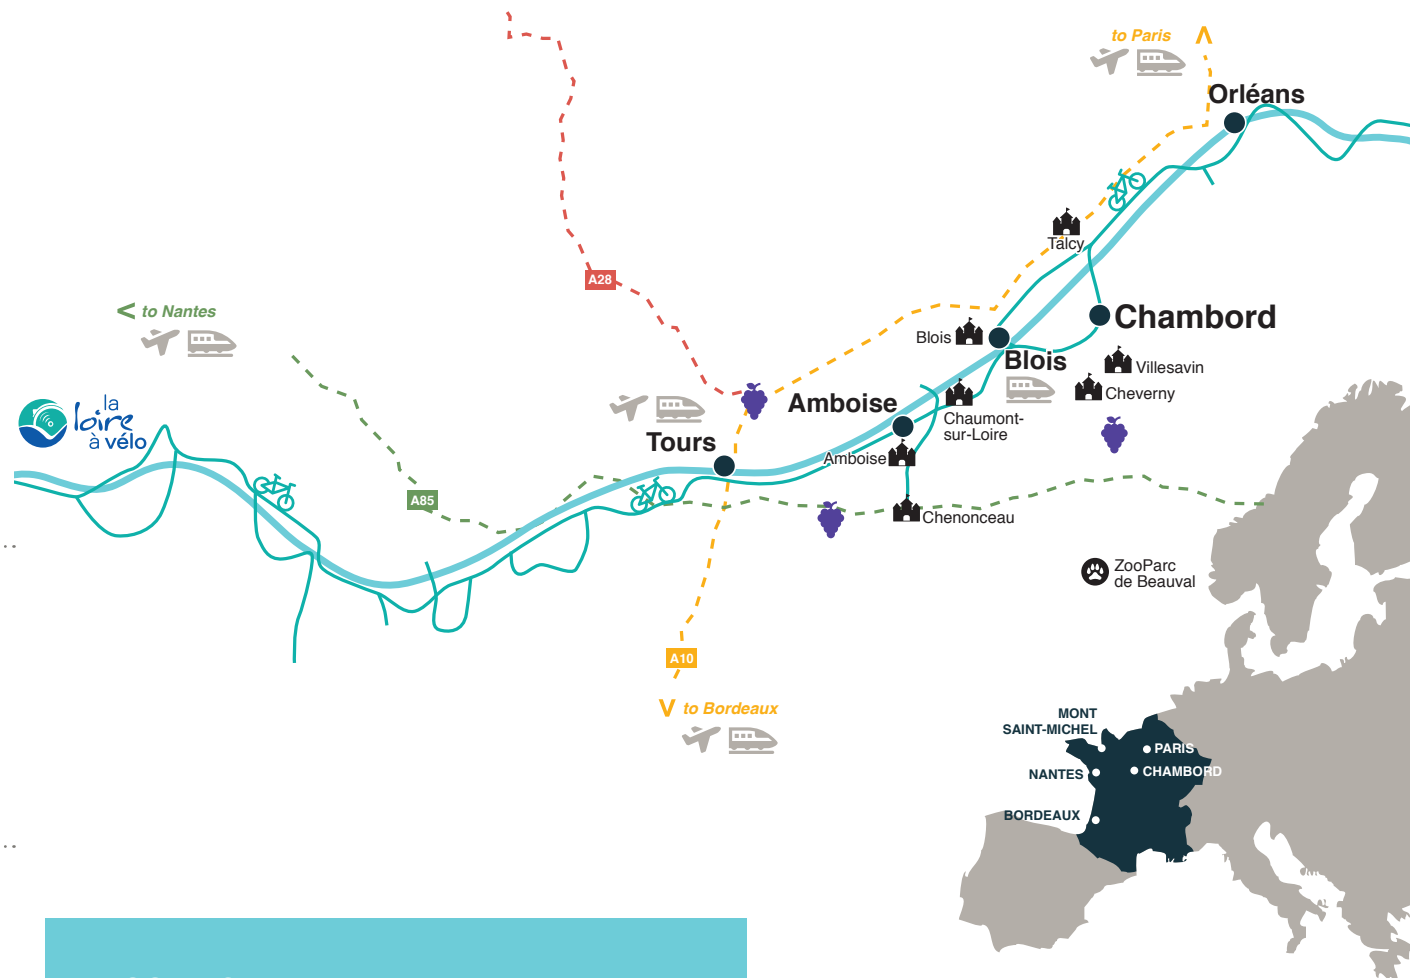 to Paris
Orléans
Talcy
A28
to Nantes
Chambord
Blois
Blois
Villesavin
Cheverny
la
loire
à vélo
Amboise
Chaumont-
sur-Loire
Tours
Amboise
A85
Chenonceau
ZooParc
de Beauval
A10
to Bordeaux
MONT
SAINT-MICHEL
PARIS
NANTES
CHAMBORD
BORDEAUX